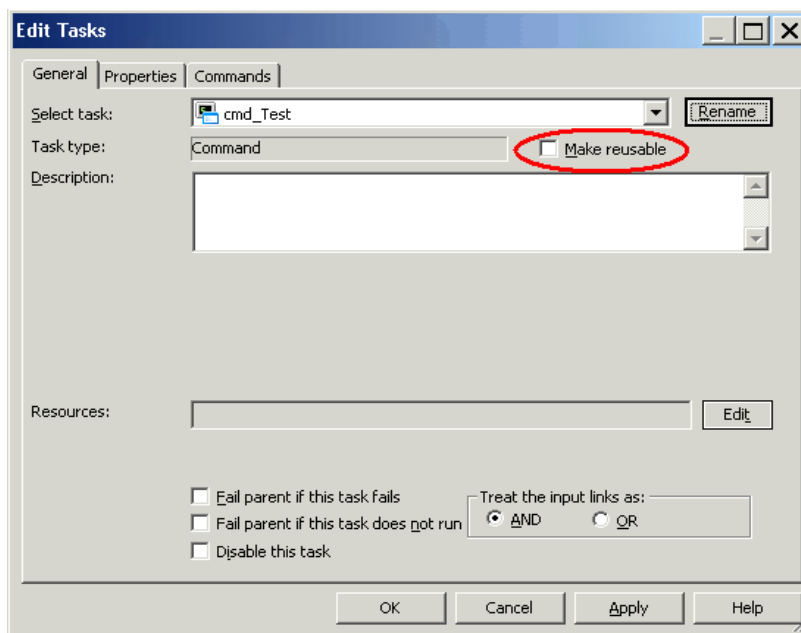 Edit Tasks
General Properties Commands
Select task: cmd_Test Rename
Task type: Command Make reusable
Description:
Resources: Edit
Fail parent if this task fails Treat the input links as:
Fail parent if this task does not run AND OR
Disable this task
OK Cancel Apply Help